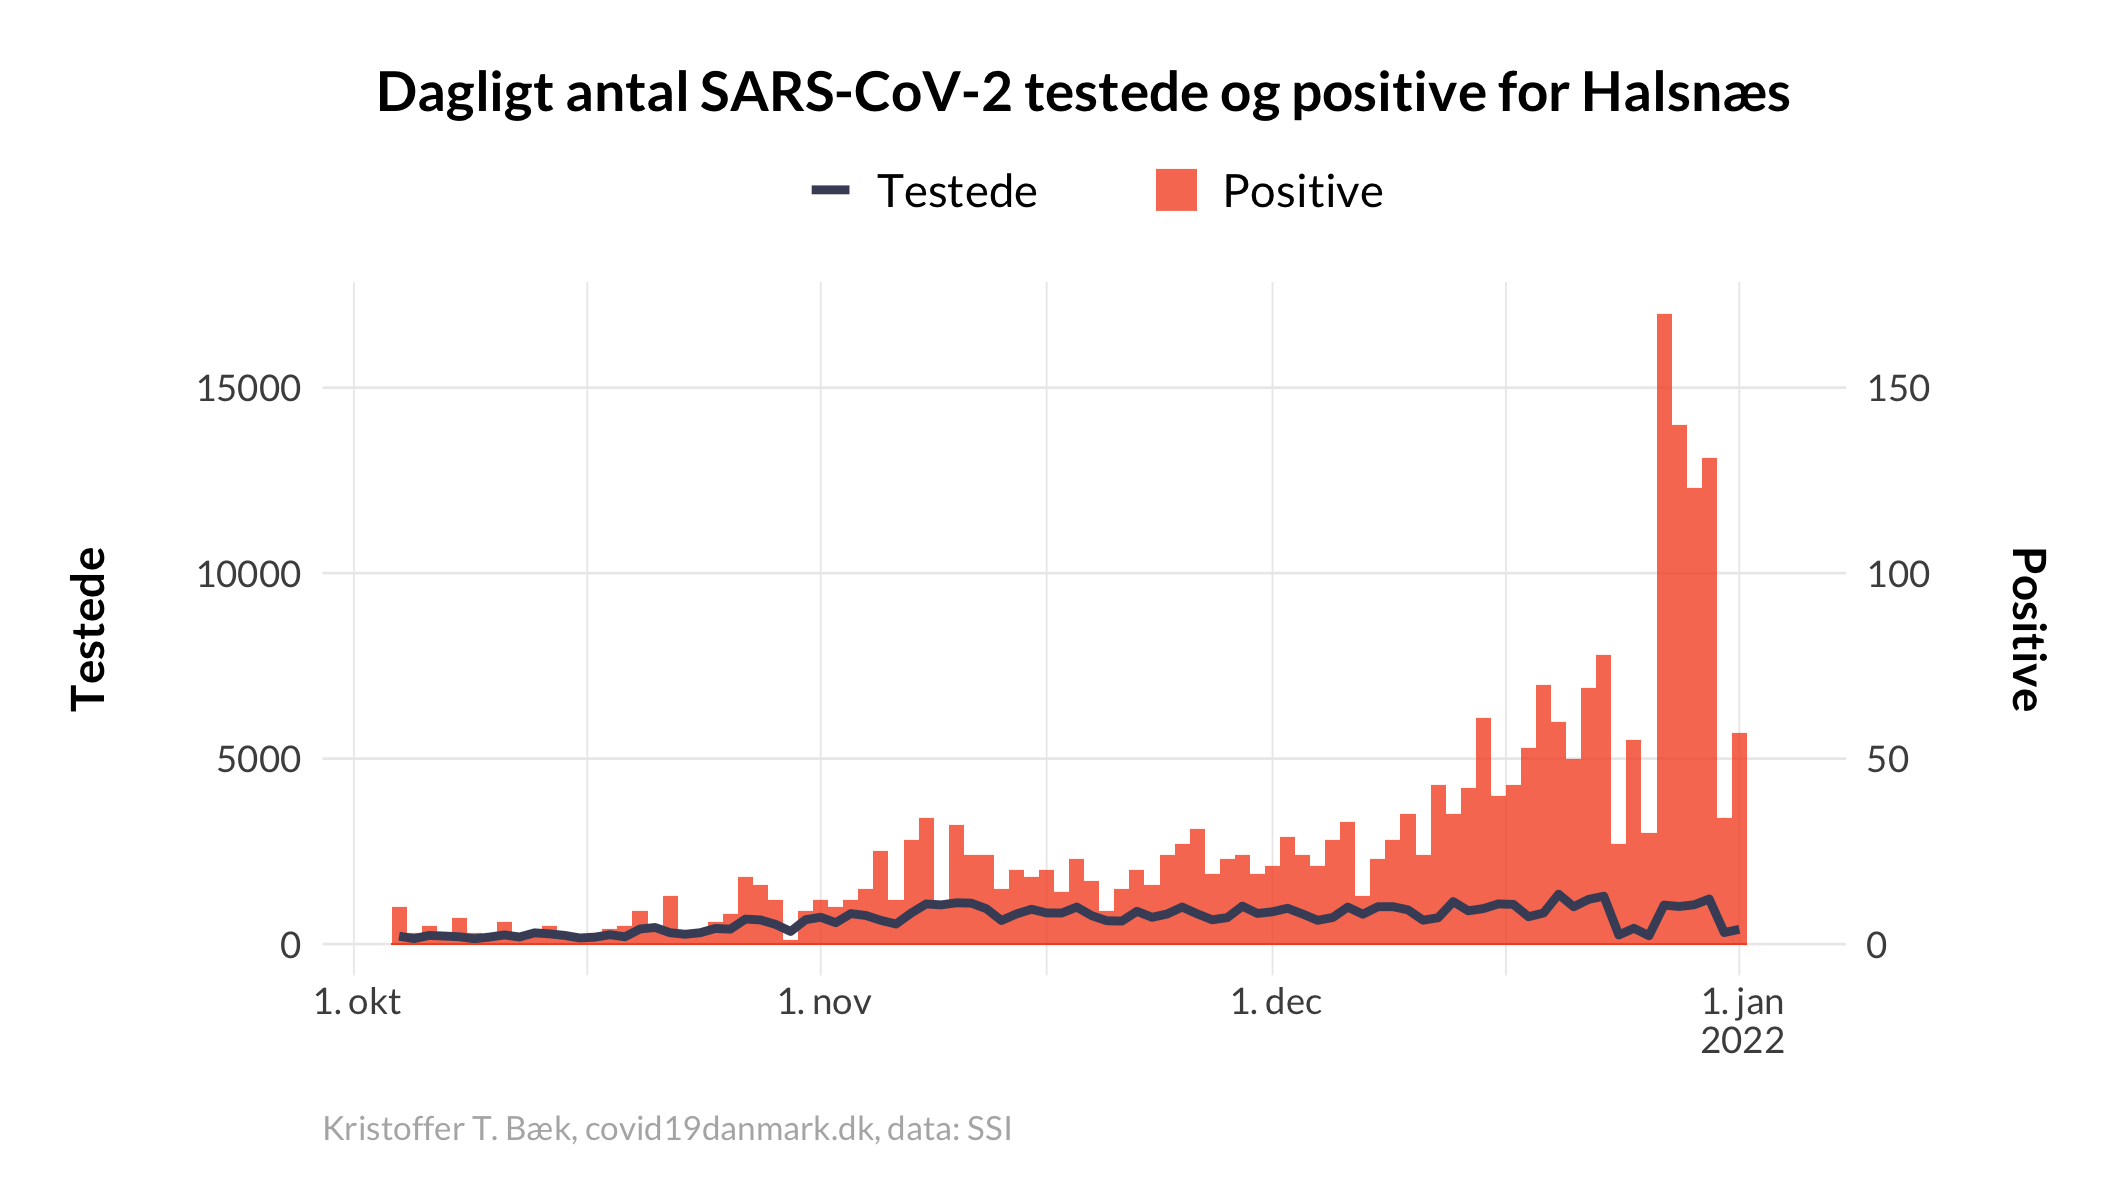 Dagligt antal SARS-CoV-2 testede og positive for Halsnæs
Testede Positive
Testede
15000
10000
5000
0
150
100
50
0
Positive
1. okt 1. nov 1. dec 1. jan
2022
Kristoffer T. Bæk, covid19danmark.dk, data: SSI